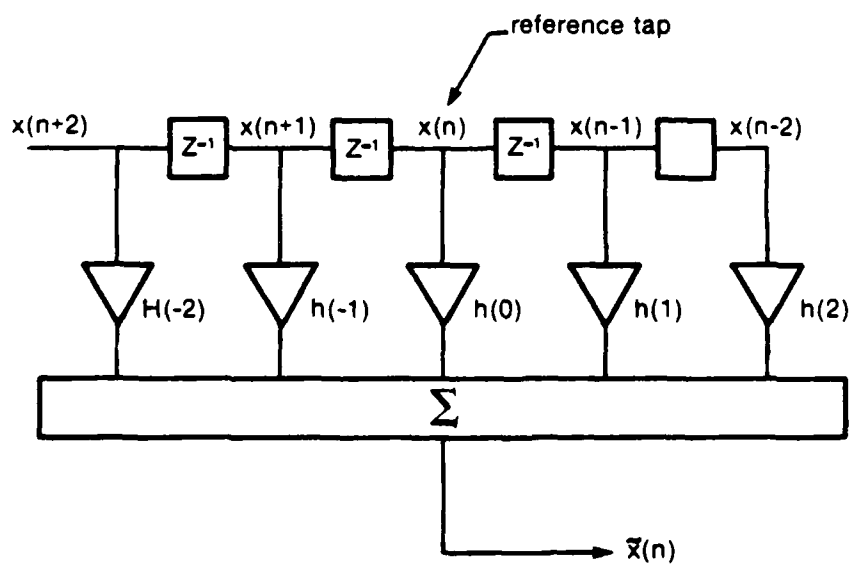 reference tap
x(n+2) x(n+1) x(n) x(n-1) x(n-2)
Z⁻¹ Z⁻¹ Z⁻¹
H(-2) h(-1) h(0) h(1) h(2)
Σ
x̃(n)